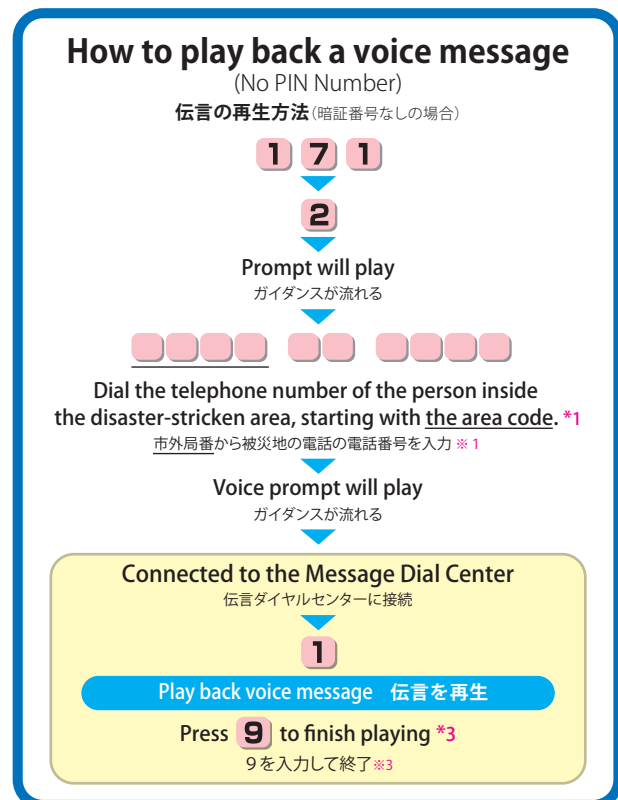 How to play back a voice message
(No PIN Number)
伝言の再生方法(暗証番号なしの場合)
1 7 1
2
Prompt will play
ガイダンスが流れる
Dial the telephone number of the person inside
the disaster-stricken area, starting with the area code. *1
市外局番から被災地の電話の電話番号を入力 ※1
Voice prompt will play
ガイダンスが流れる
Connected to the Message Dial Center
伝言ダイヤルセンターに接続
1
Play back voice message 伝言を再生
Press 9 to finish playing *3
9を入力して終了※3